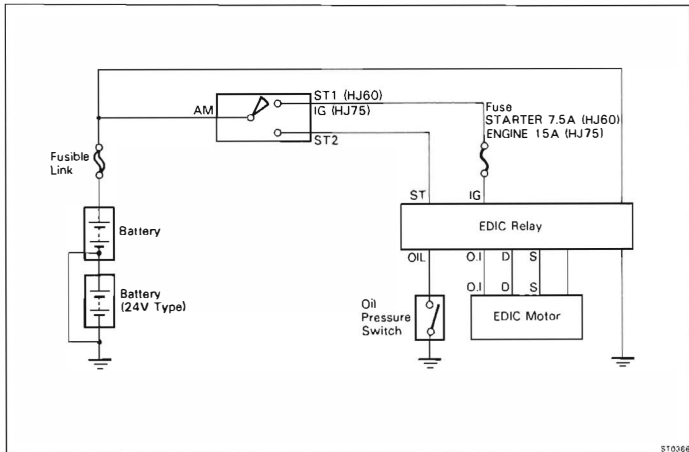 ST1 (HJ60)
AM
IG (HJ75)
ST2
Fuse
STARTER 7.5A (HJ60)
ENGINE 15A (HJ75)
Fusible
Link
ST
IG
EDIC Relay
Battery
OIL
O.I
D
S
O.I
D
S
Battery
(24V Type)
Oil
Pressure
Switch
EDIC Motor
ST0366